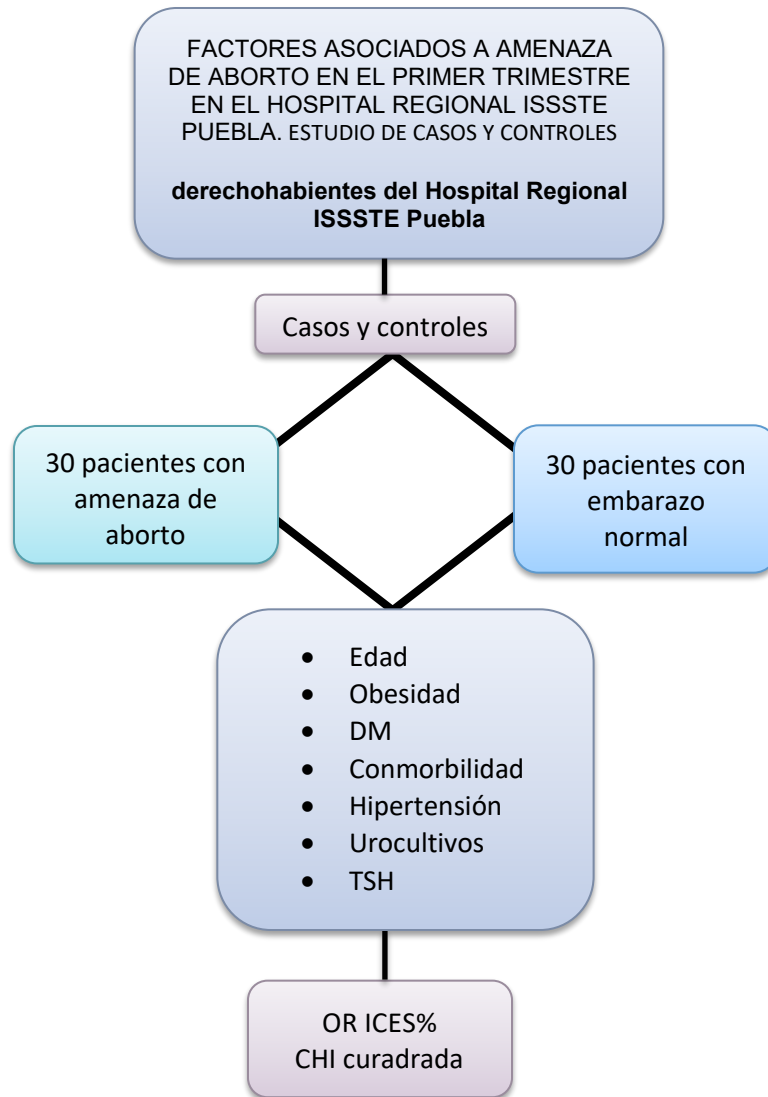 FACTORES ASOCIADOS A AMENAZA
DE ABORTO EN EL PRIMER TRIMESTRE
EN EL HOSPITAL REGIONAL ISSSTE
PUEBLA. ESTUDIO DE CASOS Y CONTROLES
derechohabientes del Hospital Regional
ISSSTE Puebla
Casos y controles
30 pacientes con
amenaza de
aborto
30 pacientes con
embarazo
normal
• Edad
• Obesidad
• DM
• Conmorbilidad
• Hipertensión
• Urocultivos
• TSH
OR ICES%
CHI curadrada